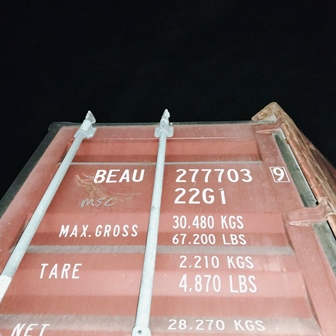 BEAU 277703 9
22G1
msc
MAX.GROSS 30.480 KGS
67.200 LBS
TARE 2.210 KGS
4.870 LBS
NET 28.270 KGS